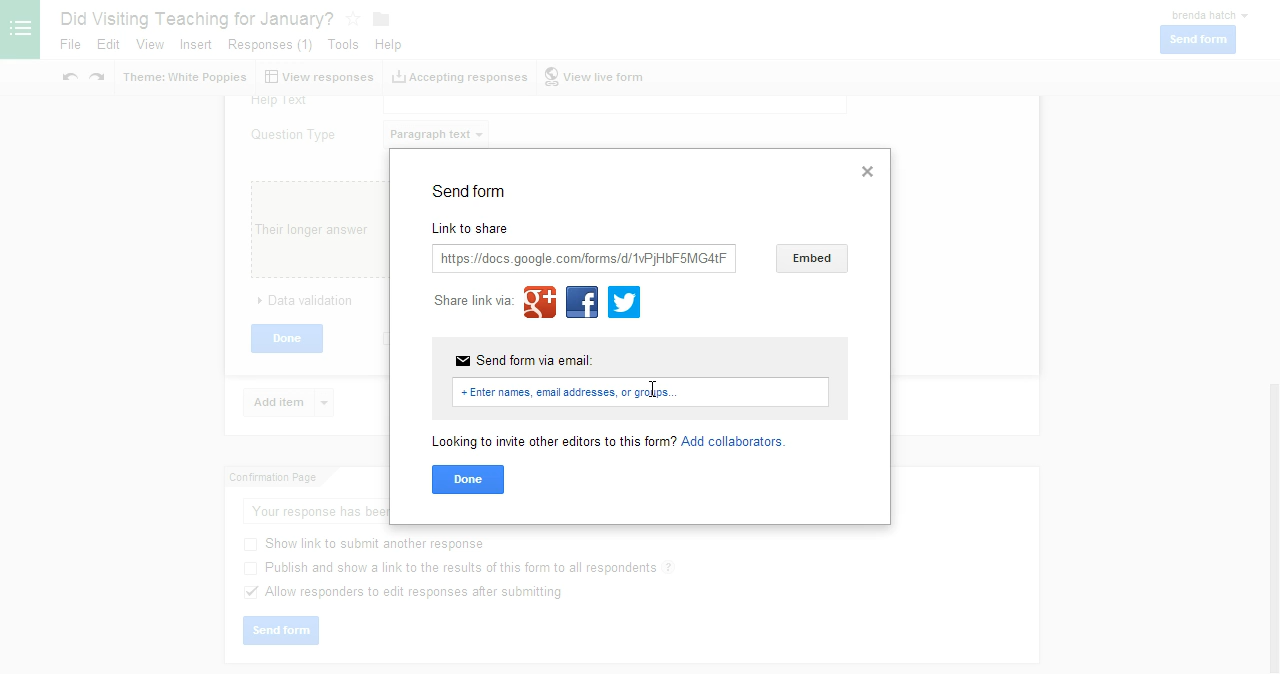 Did Visiting Teaching for January?
brenda hatch
File Edit View Insert Responses (1) Tools Help
Send form
Theme: White Poppies View responses Accepting responses View live form
Help Text
Question Type Paragraph text
Send form
Link to share
Their longer answer
https://docs.google.com/forms/d/1vPjHbF5MG4tF Embed
Data validation
Share link via: g+ f
Done
Send form via email:
+ Enter names, email addresses, or groups...
Add item
Looking to invite other editors to this form? Add collaborators.
Done
Confirmation Page
Your response has been
Show link to submit another response
Publish and show a link to the results of this form to all respondents ?
Allow responders to edit responses after submitting
Send form